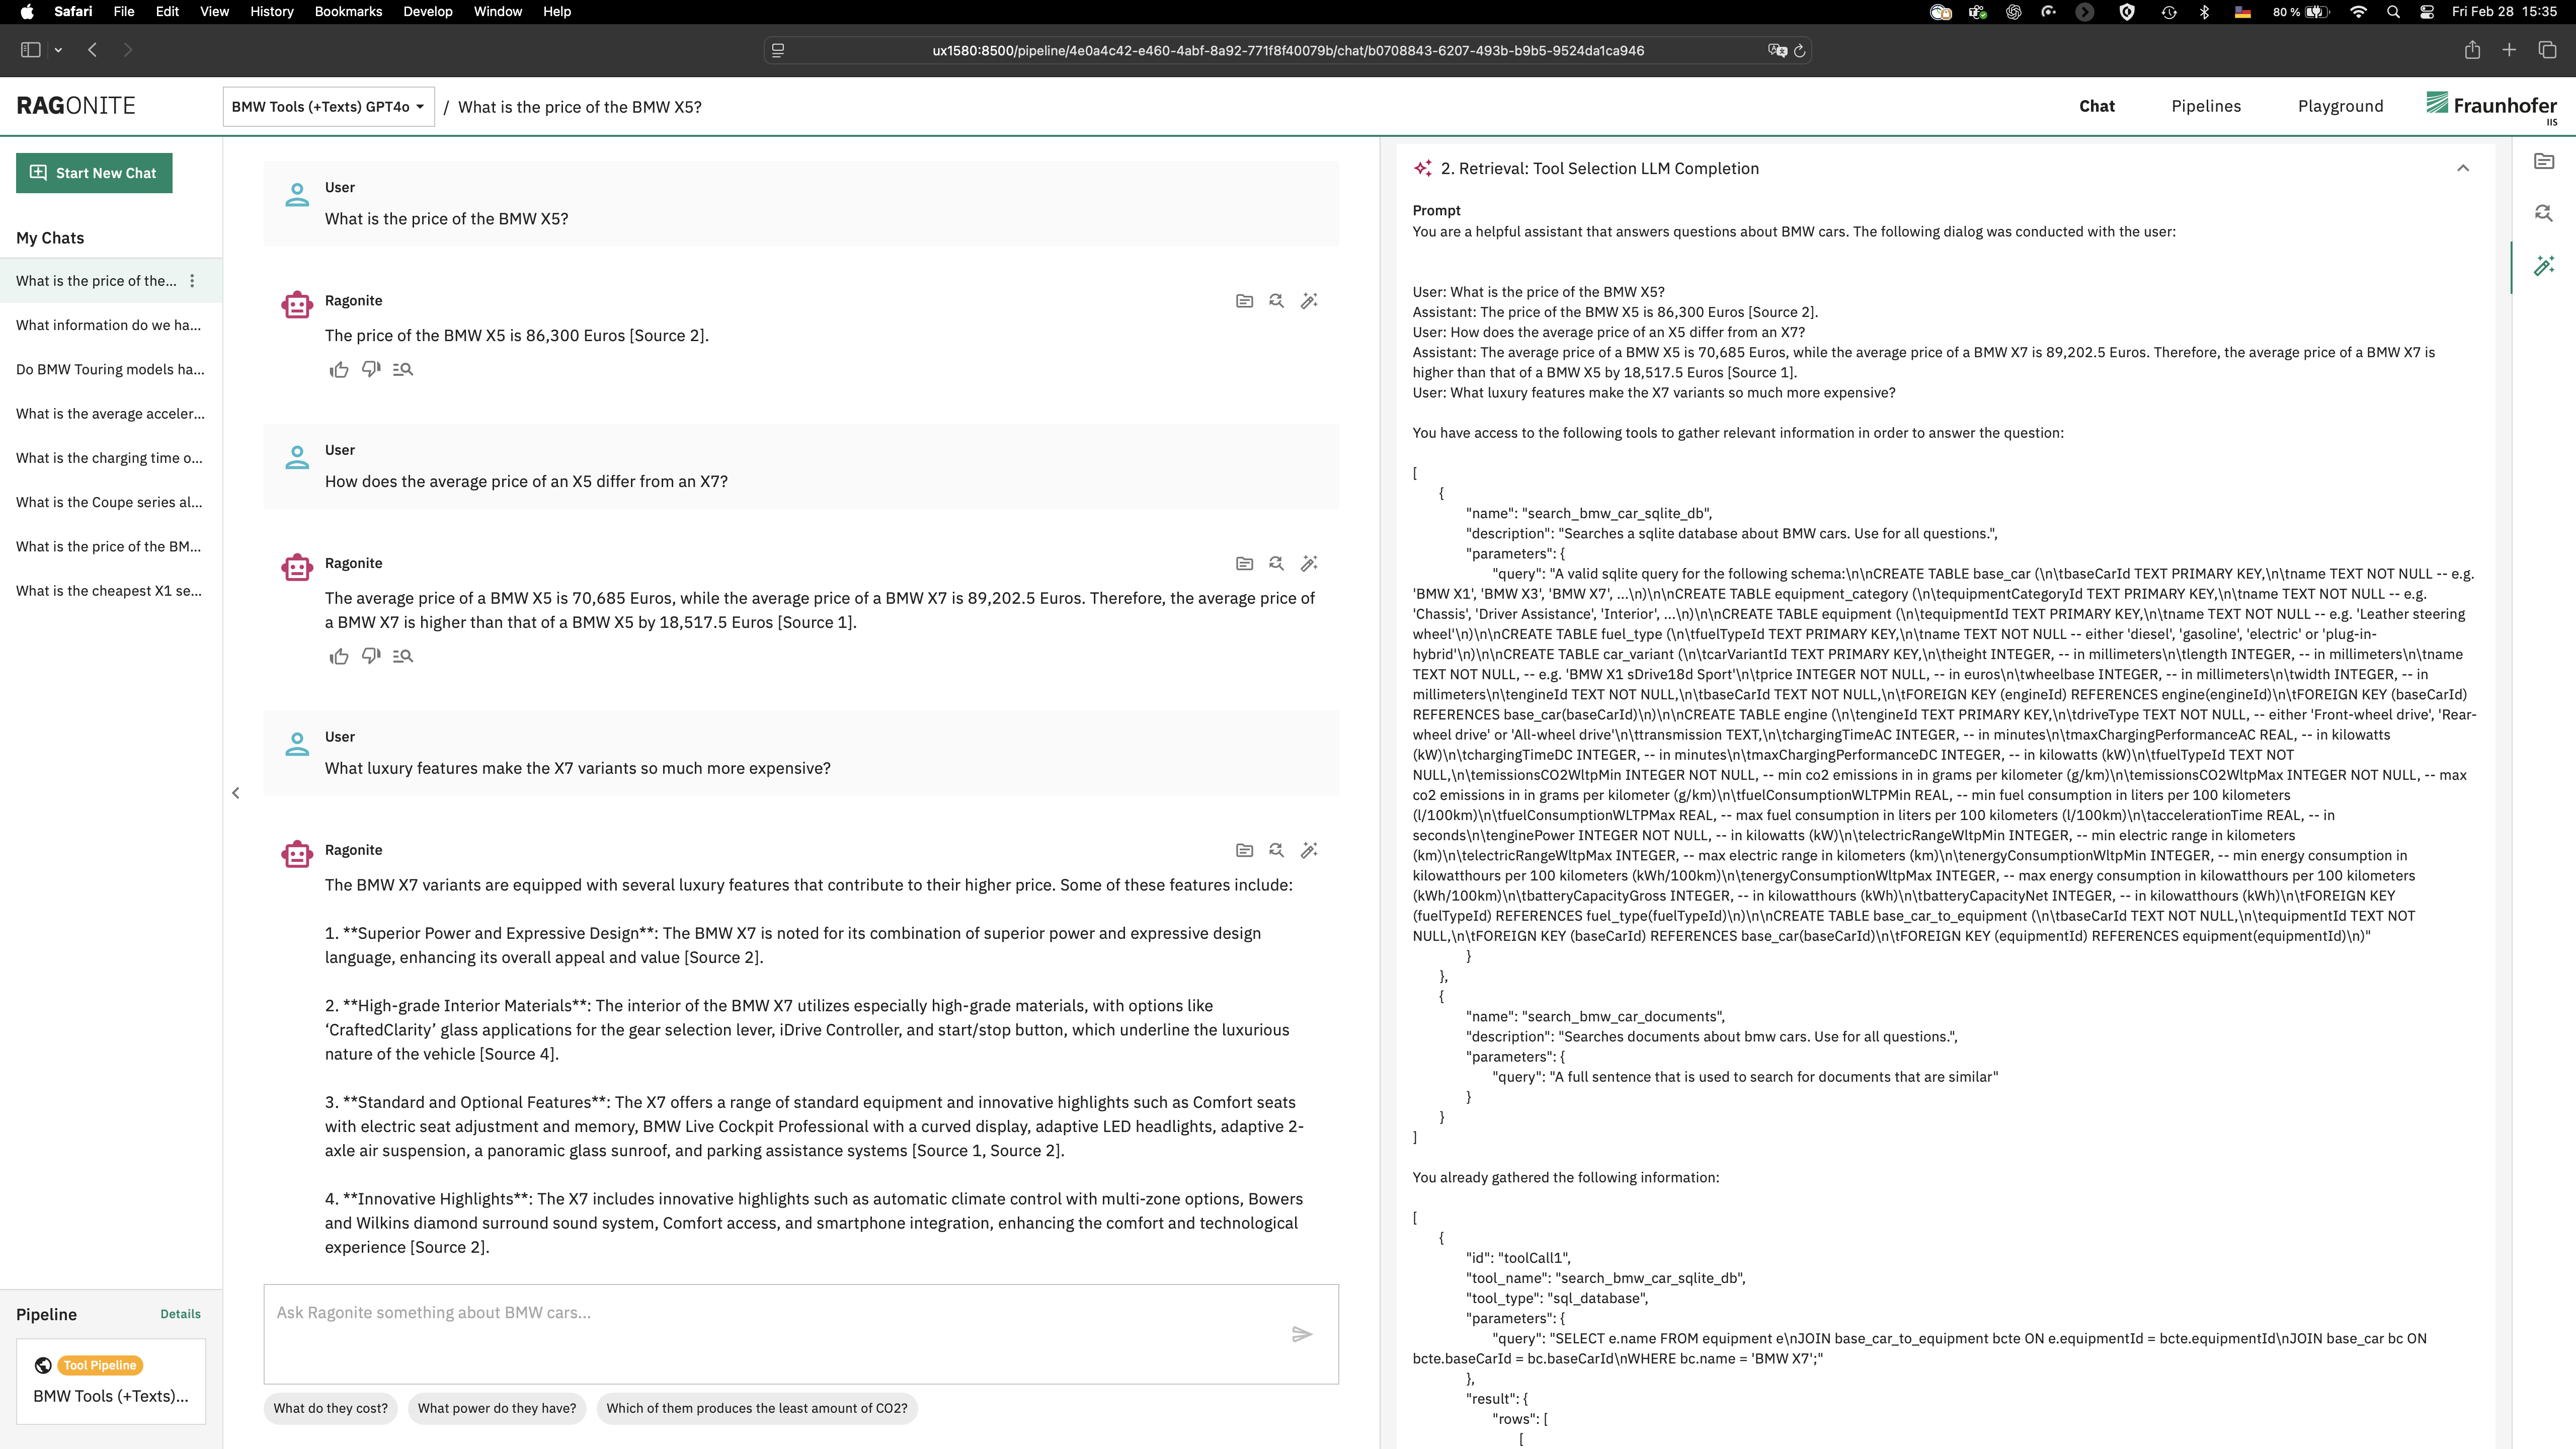 Safari File Edit View History Bookmarks Develop Window Help 80 % Fri Feb 28 15:35
ux1580:8500/pipeline/4e0a4c42-e460-4abf-8a92-771f8f40079b/chat/b0708843-6207-493b-b9b5-9524da1ca946
RAGONITE BMW Tools (+Texts) GPT4o / What is the price of the BMW X5? Chat Pipelines Playground Fraunhofer
IIS
Start New Chat
My Chats
What is the price of the...
What information do we ha...
Do BMW Touring models ha...
What is the average acceler...
What is the charging time o...
What is the Coupe series al...
What is the price of the BM...
What is the cheapest X1 se...
Pipeline Details
Tool Pipeline
BMW Tools (+Texts)...
User
What is the price of the BMW X5?
Ragonite
The price of the BMW X5 is 86,300 Euros [Source 2].
User
How does the average price of an X5 differ from an X7?
Ragonite
The average price of a BMW X5 is 70,685 Euros, while the average price of a BMW X7 is 89,202.5 Euros. Therefore, the average price of
a BMW X7 is higher than that of a BMW X5 by 18,517.5 Euros [Source 1].
User
What luxury features make the X7 variants so much more expensive?
Ragonite
The BMW X7 variants are equipped with several luxury features that contribute to their higher price. Some of these features include:
1. **Superior Power and Expressive Design**: The BMW X7 is noted for its combination of superior power and expressive design
language, enhancing its overall appeal and value [Source 2].
2. **High-grade Interior Materials**: The interior of the BMW X7 utilizes especially high-grade materials, with options like
‘CraftedClarity’ glass applications for the gear selection lever, iDrive Controller, and start/stop button, which underline the luxurious
nature of the vehicle [Source 4].
3. **Standard and Optional Features**: The X7 offers a range of standard equipment and innovative highlights such as Comfort seats
with electric seat adjustment and memory, BMW Live Cockpit Professional with a curved display, adaptive LED headlights, adaptive 2-
axle air suspension, a panoramic glass sunroof, and parking assistance systems [Source 1, Source 2].
4. **Innovative Highlights**: The X7 includes innovative highlights such as automatic climate control with multi-zone options, Bowers
and Wilkins diamond surround sound system, Comfort access, and smartphone integration, enhancing the comfort and technological
experience [Source 2].
Ask Ragonite something about BMW cars...
What do they cost? What power do they have? Which of them produces the least amount of CO2?
2. Retrieval: Tool Selection LLM Completion
Prompt
You are a helpful assistant that answers questions about BMW cars. The following dialog was conducted with the user:
User: What is the price of the BMW X5?
Assistant: The price of the BMW X5 is 86,300 Euros [Source 2].
User: How does the average price of an X5 differ from an X7?
Assistant: The average price of a BMW X5 is 70,685 Euros, while the average price of a BMW X7 is 89,202.5 Euros. Therefore, the average price of a BMW X7 is
higher than that of a BMW X5 by 18,517.5 Euros [Source 1].
User: What luxury features make the X7 variants so much more expensive?
You have access to the following tools to gather relevant information in order to answer the question:
[
{
"name": "search_bmw_car_sqlite_db",
"description": "Searches a sqlite database about BMW cars. Use for all questions.",
"parameters": {
"query": "A valid sqlite query for the following schema:\n\nCREATE TABLE base_car (\n\tbaseCarId TEXT PRIMARY KEY,\n\tname TEXT NOT NULL -- e.g.
'BMW X1', 'BMW X3', 'BMW X7', ...\n)\n\nCREATE TABLE equipment_category (\n\tequipmentCategoryId TEXT PRIMARY KEY,\n\tname TEXT NOT NULL -- e.g.
'Chassis', 'Driver Assistance', 'Interior', ...\n)\n\nCREATE TABLE equipment (\n\tequipmentId TEXT PRIMARY KEY,\n\tname TEXT NOT NULL -- e.g. 'Leather steering
wheel'\n)\n\nCREATE TABLE fuel_type (\n\tfuelTypeId TEXT PRIMARY KEY,\n\tname TEXT NOT NULL -- either 'diesel', 'gasoline', 'electric' or 'plug-in-
hybrid'\n)\n\nCREATE TABLE car_variant (\n\tcarVariantId TEXT PRIMARY KEY,\n\theight INTEGER, -- in millimeters\n\tlength INTEGER, -- in millimeters\n\tname
TEXT NOT NULL, -- e.g. 'BMW X1 sDrive18d Sport'\n\tprice INTEGER NOT NULL, -- in euros\n\twheelbase INTEGER, -- in millimeters\n\twidth INTEGER, -- in
millimeters\n\tengineId TEXT NOT NULL,\n\tbaseCarId TEXT NOT NULL,\n\tFOREIGN KEY (engineId) REFERENCES engine(engineId)\n\tFOREIGN KEY (baseCarId)
REFERENCES base_car(baseCarId)\n)\n\nCREATE TABLE engine (\n\tengineId TEXT PRIMARY KEY,\n\tdriveType TEXT NOT NULL, -- either 'Front-wheel drive', 'Rear-
wheel drive' or 'All-wheel drive'\n\ttransmission TEXT,\n\tchargingTimeAC INTEGER, -- in minutes\n\tmaxChargingPerformanceAC REAL, -- in kilowatts
(kW)\n\tchargingTimeDC INTEGER, -- in minutes\n\tmaxChargingPerformanceDC INTEGER, -- in kilowatts (kW)\n\tfuelTypeId TEXT NOT
NULL,\n\temissionsCO2WltpMin INTEGER NOT NULL, -- min co2 emissions in in grams per kilometer (g/km)\n\temissionsCO2WltpMax INTEGER NOT NULL, -- max
co2 emissions in in grams per kilometer (g/km)\n\tfuelConsumptionWLTPMin REAL, -- min fuel consumption in liters per 100 kilometers
(l/100km)\n\tfuelConsumptionWLTPMax REAL, -- max fuel consumption in liters per 100 kilometers (l/100km)\n\taccelerationTime REAL, -- in
seconds\n\tenginePower INTEGER NOT NULL, -- in kilowatts (kW)\n\telectricRangeWltpMin INTEGER, -- min electric range in kilometers
(km)\n\telectricRangeWltpMax INTEGER, -- max electric range in kilometers (km)\n\tenergyConsumptionWltpMin INTEGER, -- min energy consumption in
kilowatthours per 100 kilometers (kWh/100km)\n\tenergyConsumptionWltpMax INTEGER, -- max energy consumption in kilowatthours per 100 kilometers
(kWh/100km)\n\tbatteryCapacityGross INTEGER, -- in kilowatthours (kWh)\n\tbatteryCapacityNet INTEGER, -- in kilowatthours (kWh)\n\tFOREIGN KEY
(fuelTypeId) REFERENCES fuel_type(fuelTypeId)\n)\n\nCREATE TABLE base_car_to_equipment (\n\tbaseCarId TEXT NOT NULL,\n\tequipmentId TEXT NOT
NULL,\n\tFOREIGN KEY (baseCarId) REFERENCES base_car(baseCarId)\n\tFOREIGN KEY (equipmentId) REFERENCES equipment(equipmentId)\n)"
}
},
{
"name": "search_bmw_car_documents",
"description": "Searches documents about bmw cars. Use for all questions.",
"parameters": {
"query": "A full sentence that is used to search for documents that are similar"
}
}
]
You already gathered the following information:
[
{
"id": "toolCall1",
"tool_name": "search_bmw_car_sqlite_db",
"tool_type": "sql_database",
"parameters": {
"query": "SELECT e.name FROM equipment e\nJOIN base_car_to_equipment bcte ON e.equipmentId = bcte.equipmentId\nJOIN base_car bc ON
bcte.baseCarId = bc.baseCarId\nWHERE bc.name = 'BMW X7';"
},
"result": {
"rows": [
[